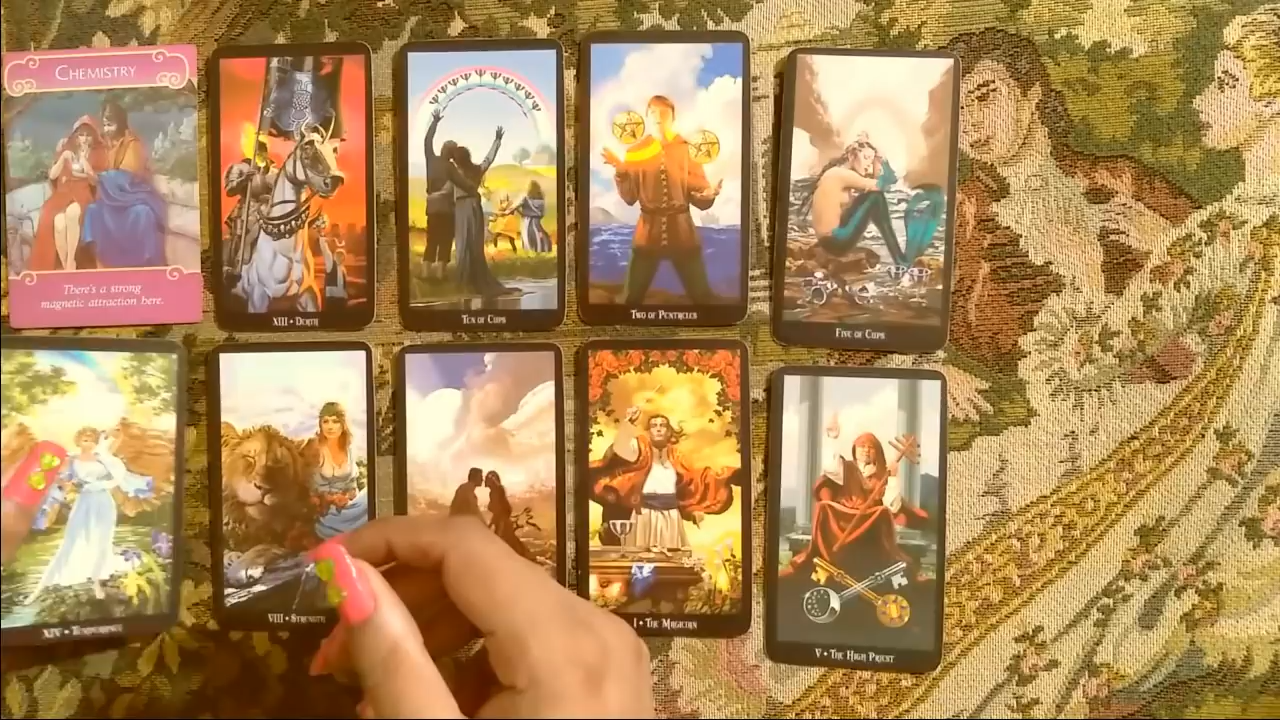 CHEMISTRY
There's a strong
magnetic attraction here.
XIII • DEATH
TEN OF CUPS
TWO OF PENTACLES
FIVE OF CUPS
XIV • TEMPERANCE
VIII • STRENGTH
I • THE MAGICIAN
V • THE HIGH PRIEST